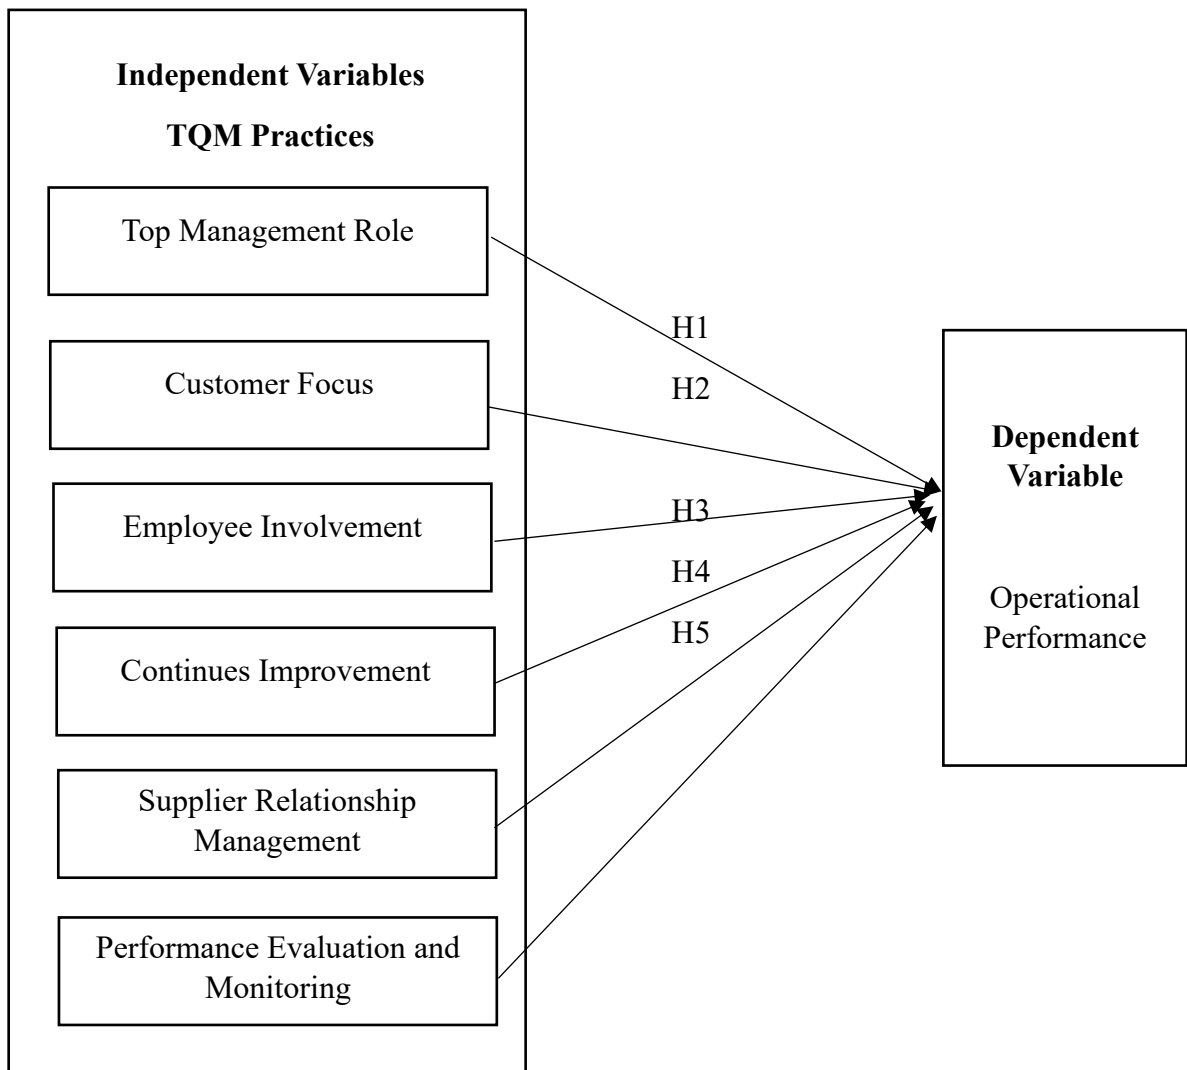 Independent Variables
TQM Practices
Top Management Role
Customer Focus
Employee Involvement
Continues Improvement
Supplier Relationship
Management
Performance Evaluation and
Monitoring
H1
H2
H3
H4
H5
Dependent
Variable
Operational
Performance